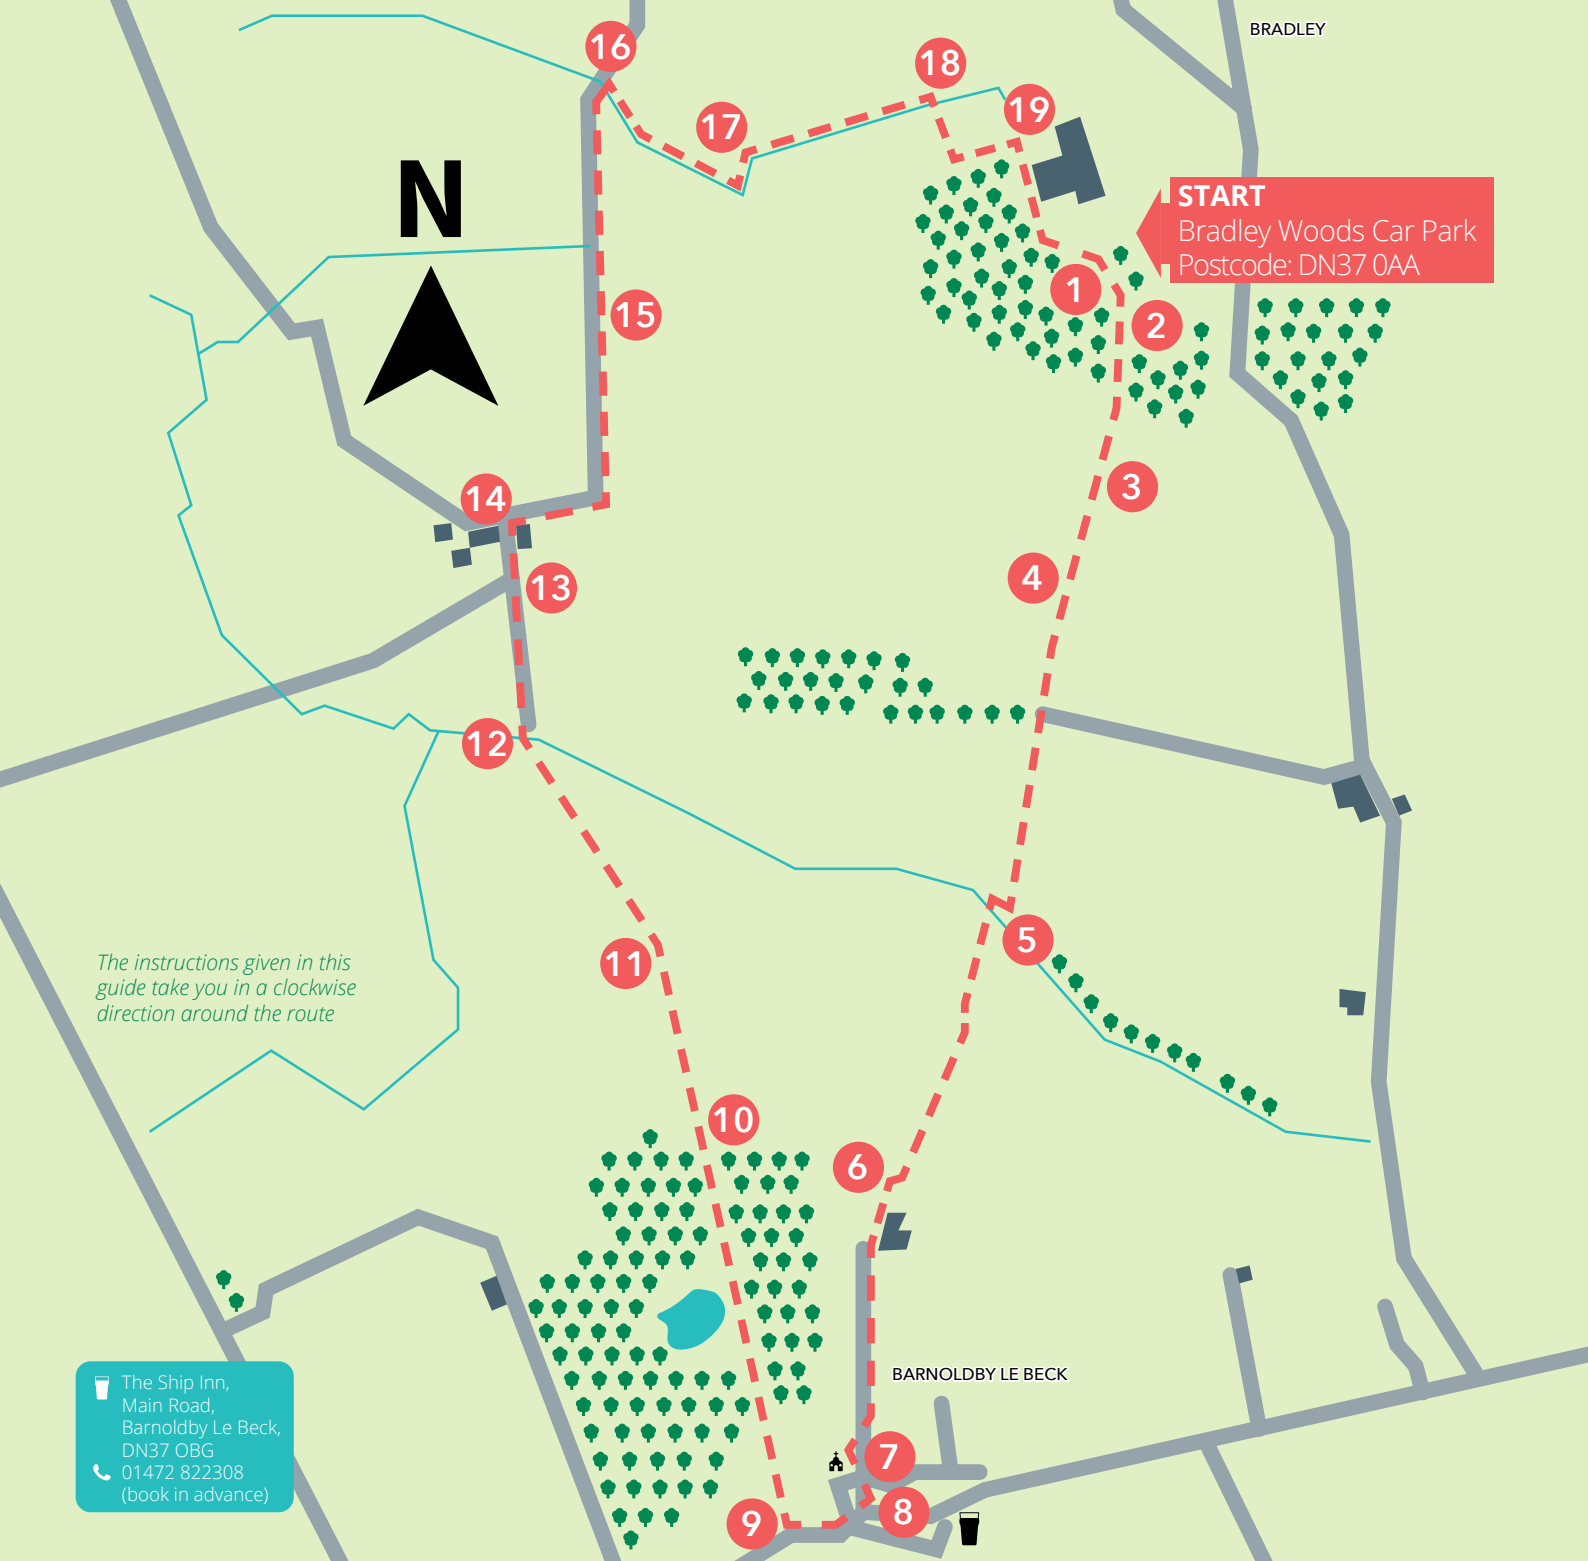 BRADLEY
16
18
19
17
N
START
Bradley Woods Car Park
Postcode: DN37 0AA
1
2
15
3
14
4
13
12
5
11
The instructions given in this
guide take you in a clockwise
direction around the route
10
6
BARNOLDBY LE BECK
The Ship Inn,
Main Road,
Barnoldby Le Beck,
DN37 OBG
01472 822308
(book in advance)
7
8
9